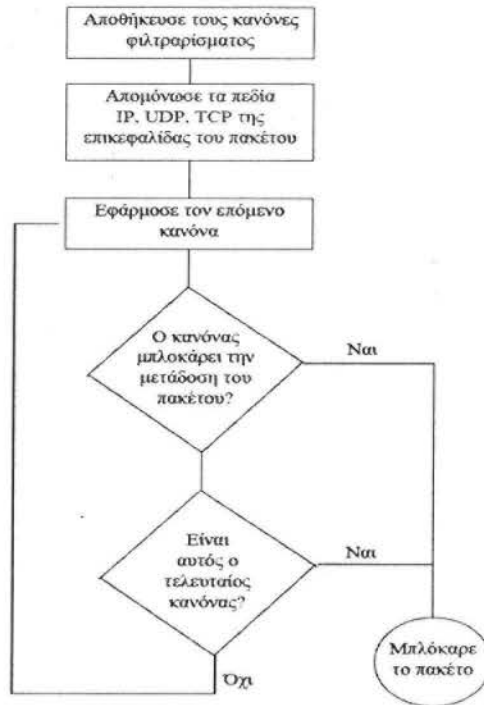 Αποθήκευσε τους κανόνες
φιλτραρίσματος
Απομόνωσε τα πεδία
IP, UDP, TCP της
επικεφαλίδας του πακέτου
Εφάρμοσε τον επόμενο
κανόνα
Ο κανόνας
μπλοκάρει την
μετάδοση του
πακέτου?
Ναι
Είναι
αυτός ο
τελευταίος
κανόνας?
Ναι
Μπλόκαρε
το πακέτο
Όχι